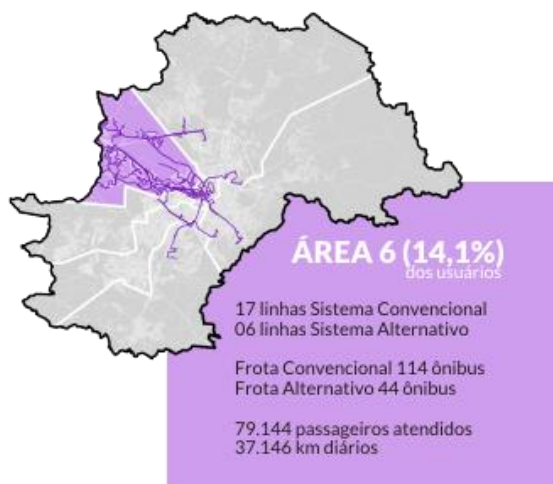 ÁREA 6 (14,1%)
dos usuários
17 linhas Sistema Convencional
06 linhas Sistema Alternativo
Frota Convencional 114 ônibus
Frota Alternativo 44 ônibus
79.144 passageiros atendidos
37.146 km diários